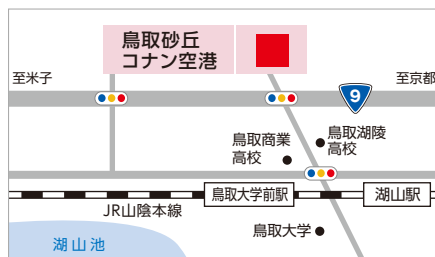 鳥取砂丘
コナン空港
至米子
至京都
9
鳥取商業
高校
鳥取湖陵
高校
鳥取大学前駅
湖山駅
JR山陰本線
鳥取大学
湖山池